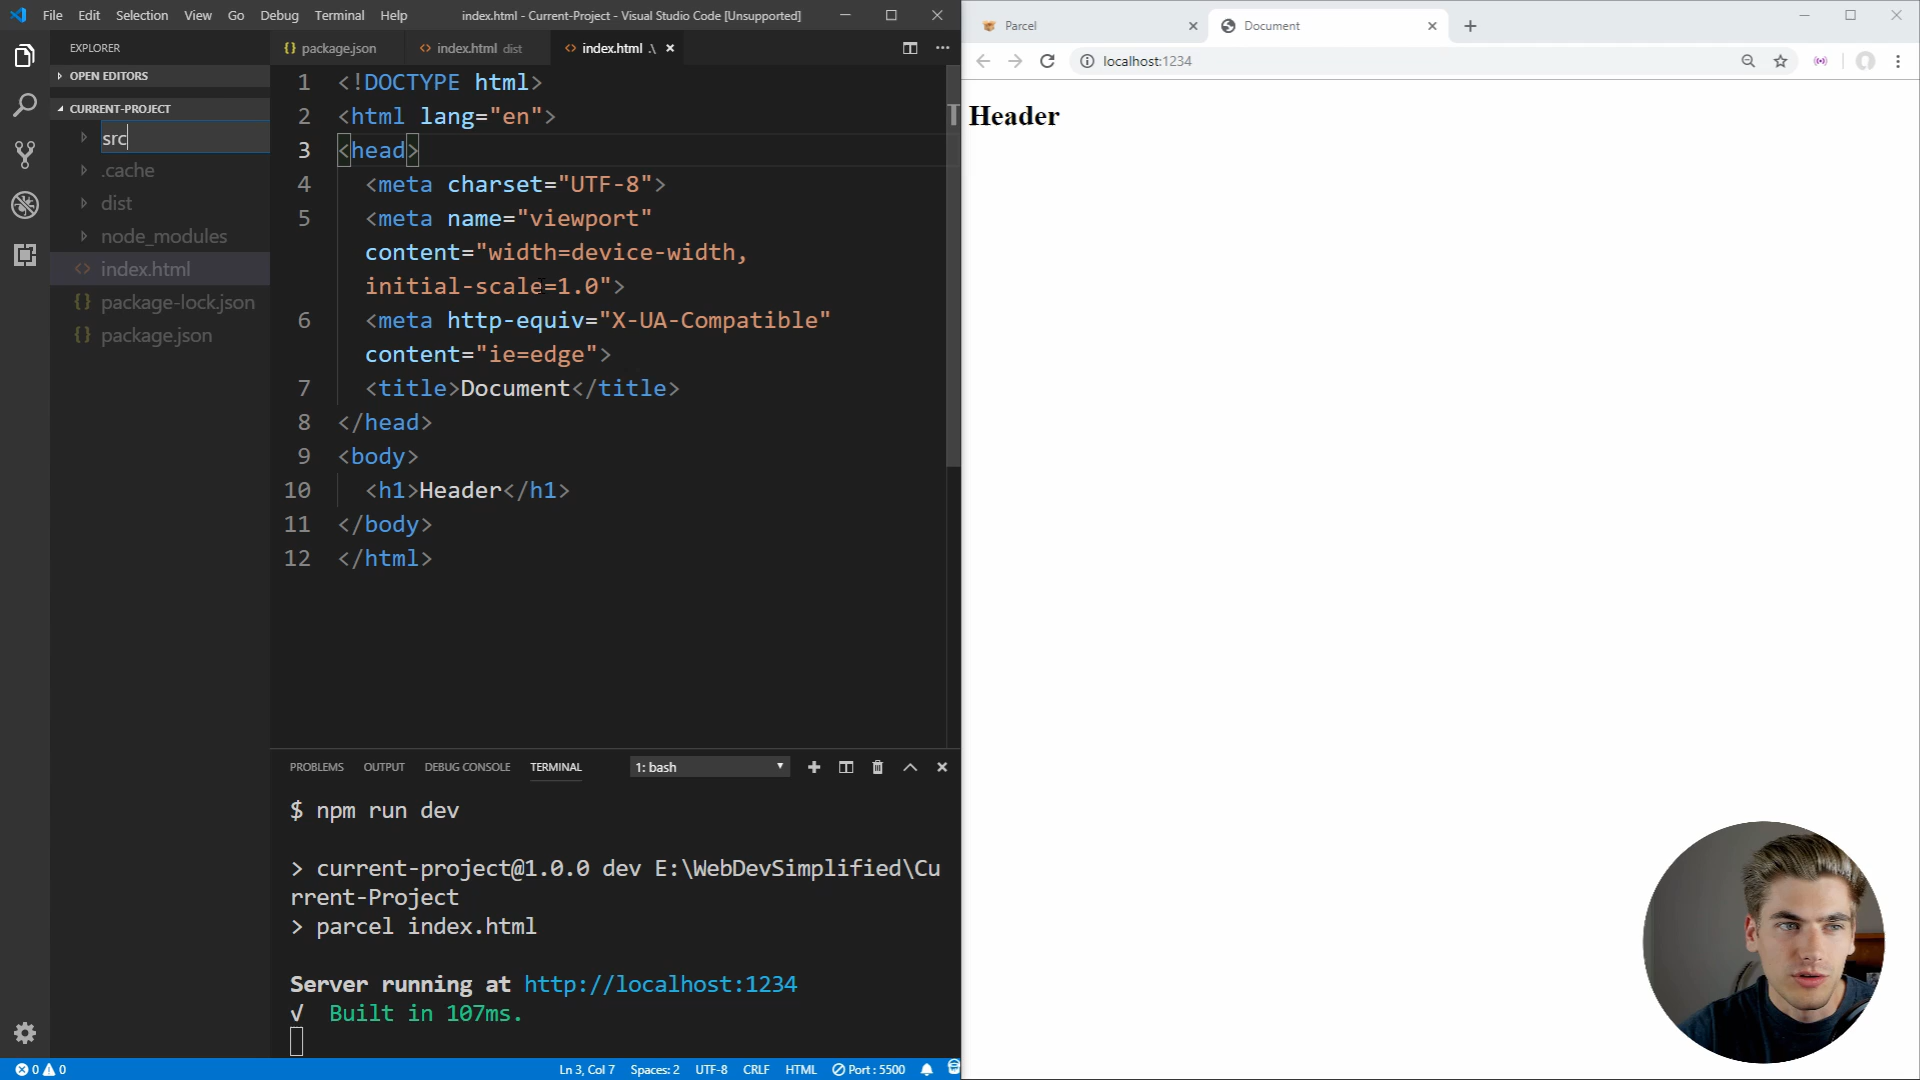 File Edit Selection View Go Debug Terminal Help
index.html - Current-Project - Visual Studio Code [Unsupported]
EXPLORER
OPEN EDITORS
CURRENT-PROJECT
src
.cache
dist
node_modules
index.html
package-lock.json
package.json
package.json
index.html dist
index.html .\
1 <!DOCTYPE html>
2 <html lang="en">
3 <head>
4 <meta charset="UTF-8">
5 <meta name="viewport"
content="width=device-width,
initial-scale=1.0">
6 <meta http-equiv="X-UA-Compatible"
content="ie=edge">
7 <title>Document</title>
8 </head>
9 <body>
10 <h1>Header</h1>
11 </body>
12 </html>
PROBLEMS OUTPUT DEBUG CONSOLE TERMINAL
1: bash
$ npm run dev
> current-project@1.0.0 dev E:\WebDevSimplified\Cu
rrent-Project
> parcel index.html
Server running at http://localhost:1234
√ Built in 107ms.
0 0
Ln 3, Col 7 Spaces: 2 UTF-8 CRLF HTML Port : 5500
Parcel
Document
localhost:1234
Header